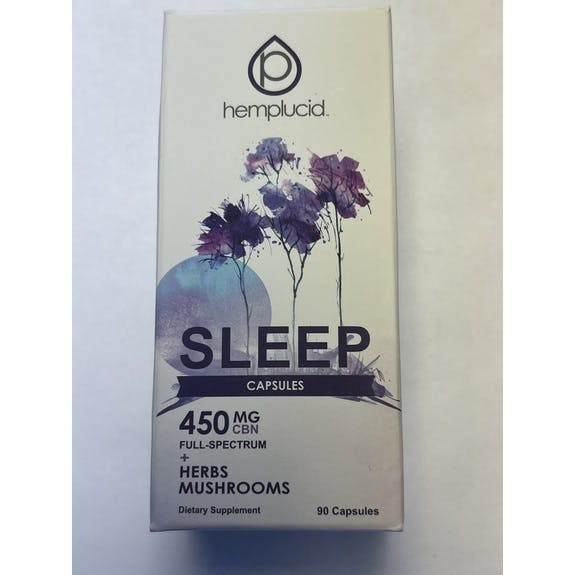 hemplucid
SLEEP
CAPSULES
450 MG
CBN
FULL-SPECTRUM
+
HERBS
MUSHROOMS
Dietary Supplement 90 Capsules